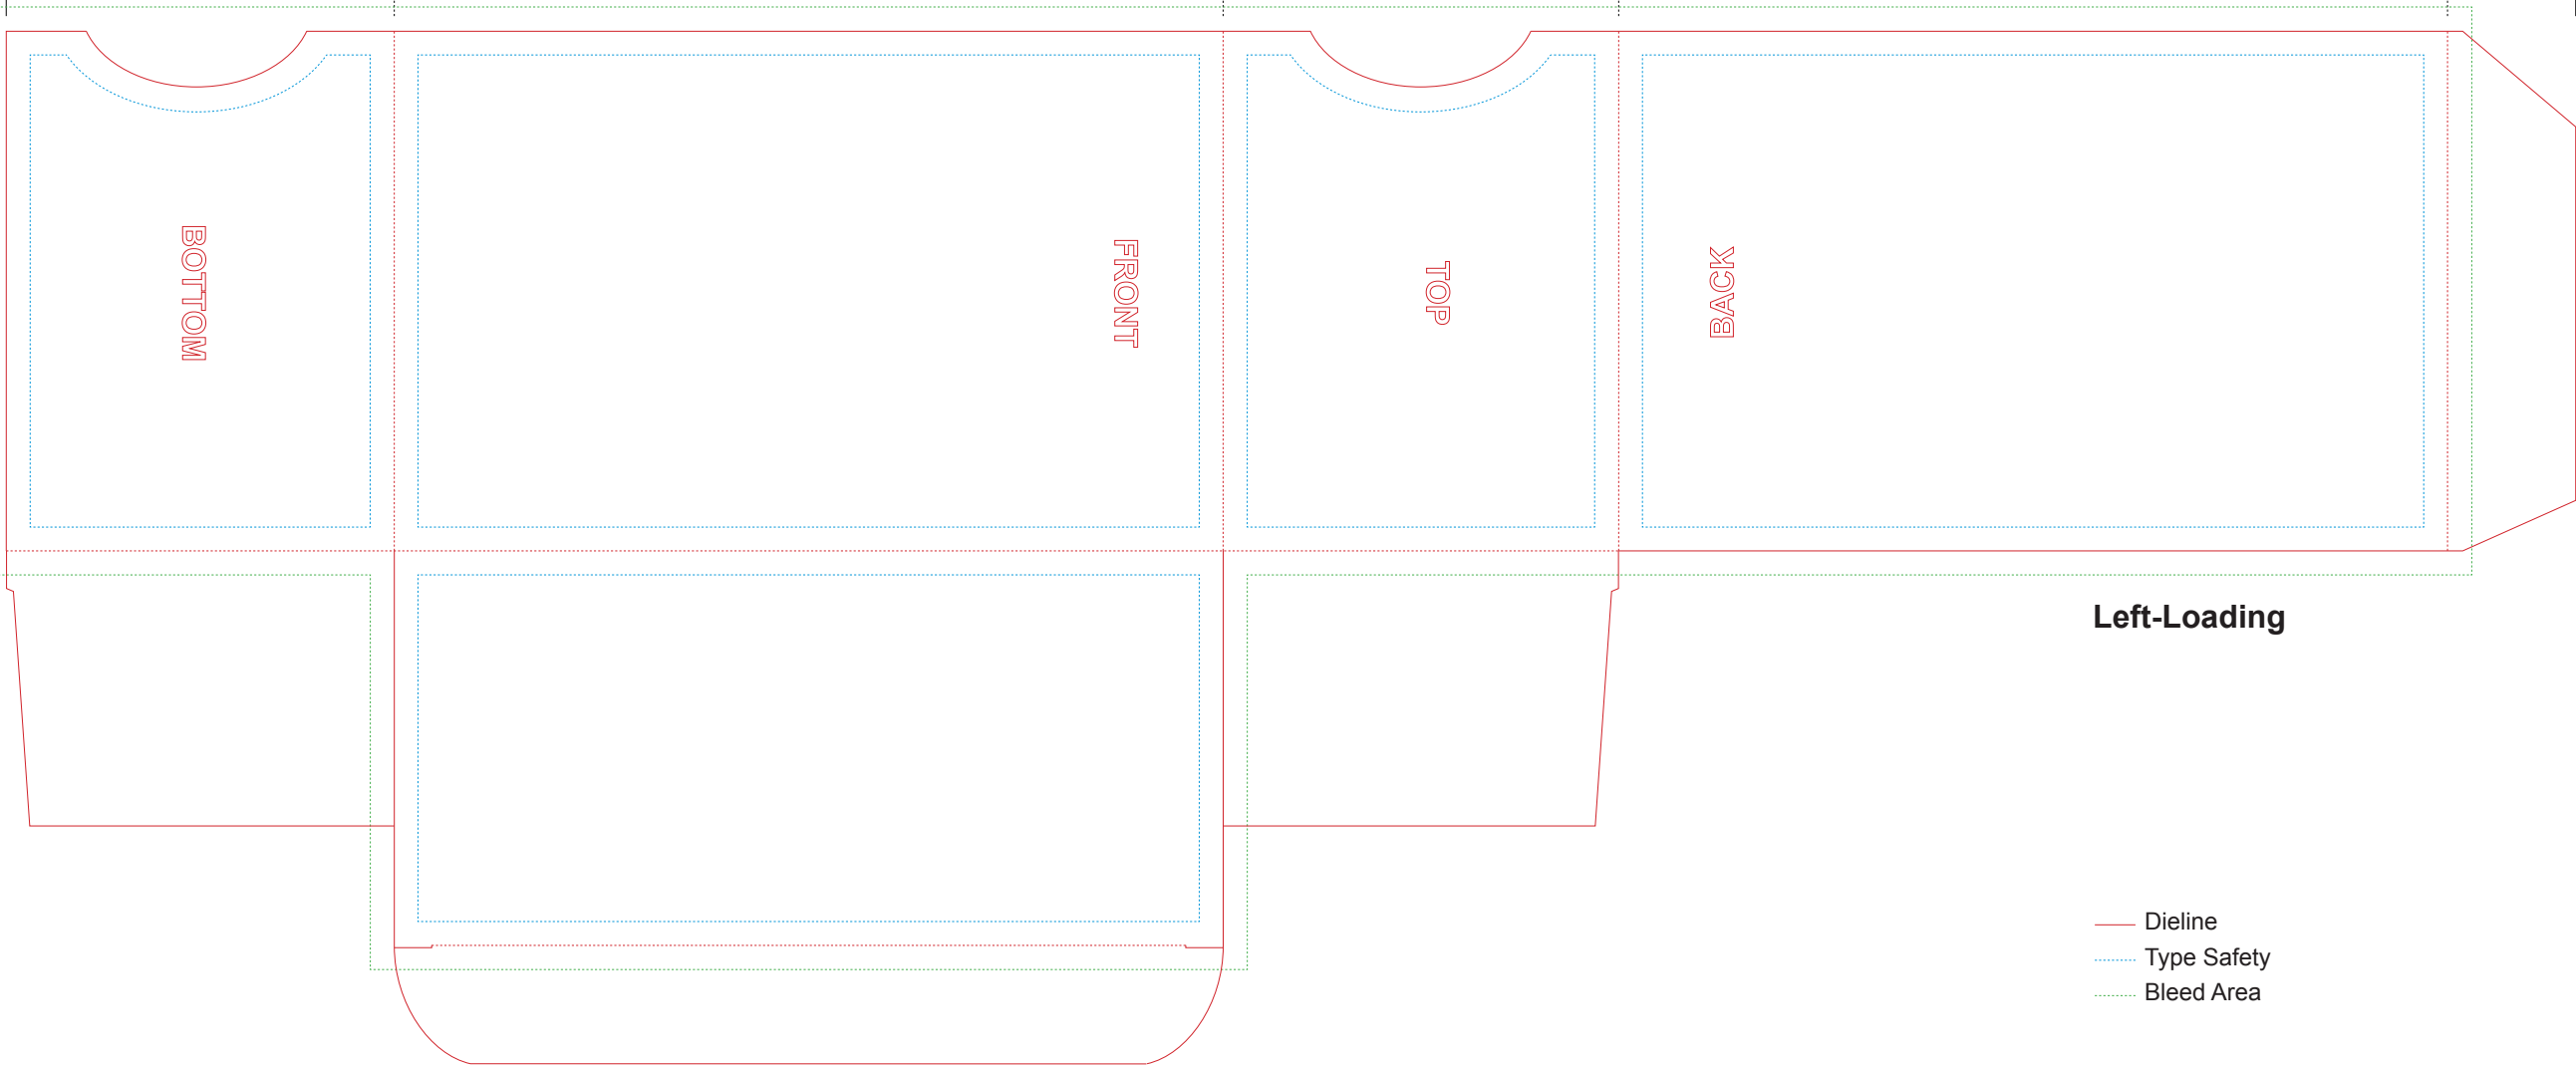 BOTTOM
FRONT
TOP
BACK
Left-Loading
Dieline
Type Safety
Bleed Area